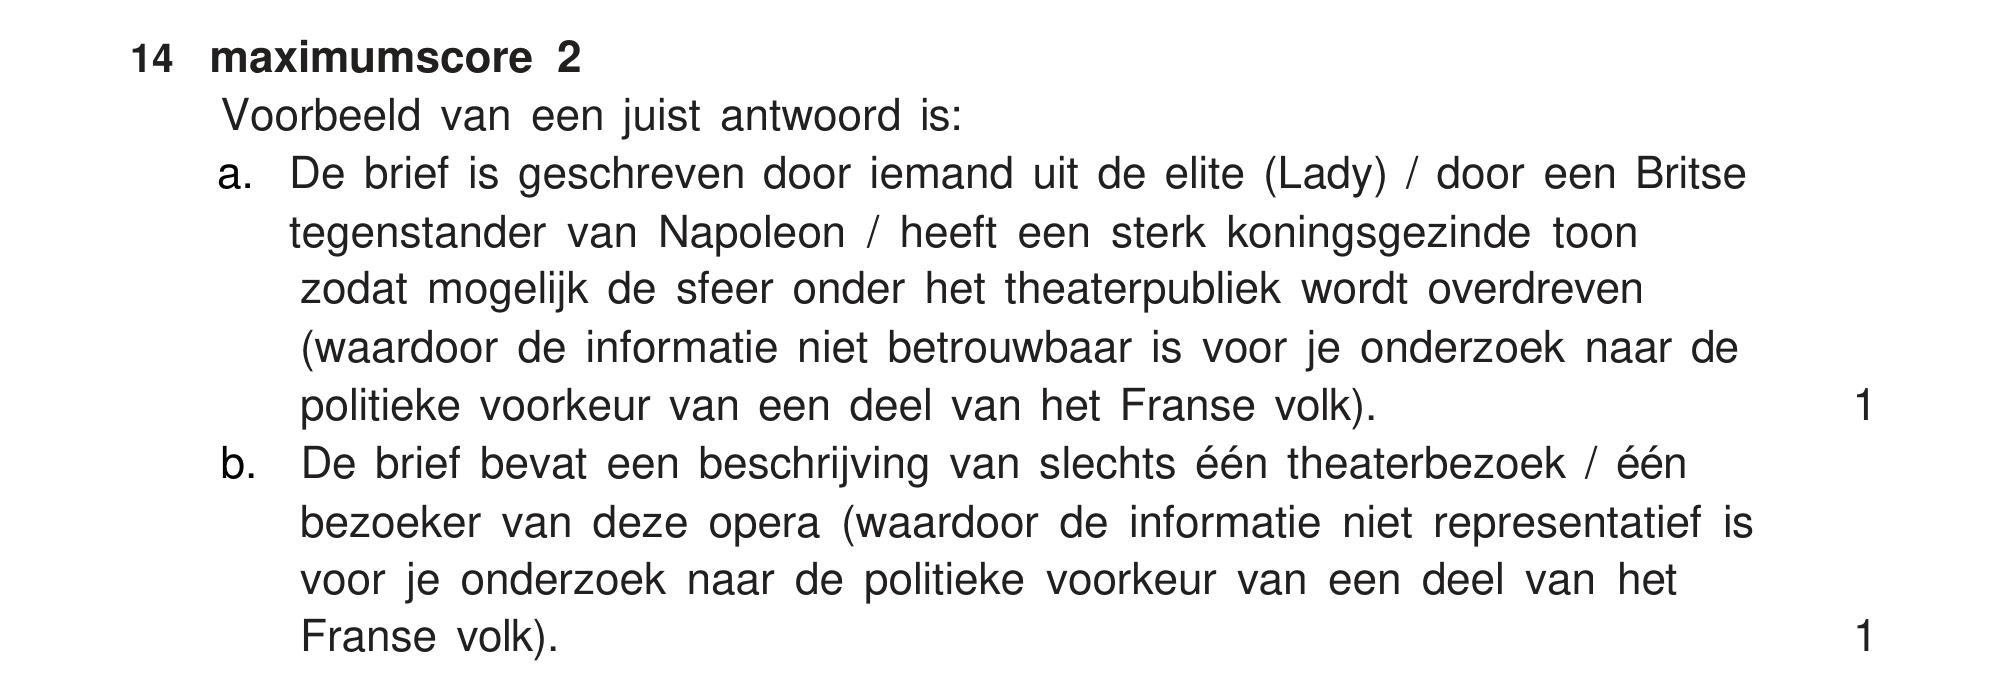 14 maximumscore 2
Voorbeeld van een juist antwoord is:
a. De brief is geschreven door iemand uit de elite (Lady) / door een Britse
tegenstander van Napoleon / heeft een sterk koningsgezinde toon
zodat mogelijk de sfeer onder het theaterpubliek wordt overdreven
(waardoor de informatie niet betrouwbaar is voor je onderzoek naar de
politieke voorkeur van een deel van het Franse volk). 1
b. De brief bevat een beschrijving van slechts één theaterbezoek / één
bezoeker van deze opera (waardoor de informatie niet representatief is
voor je onderzoek naar de politieke voorkeur van een deel van het
Franse volk). 1